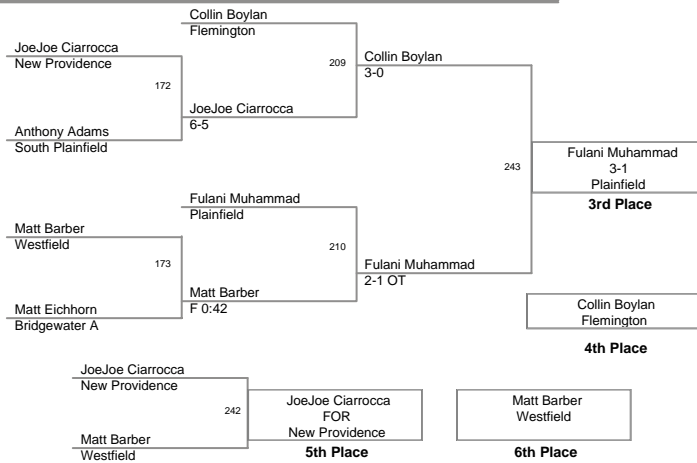 Collin Boylan
Flemington
JoeJoe Ciarrocca
New Providence
209
Collin Boylan
3-0
172
JoeJoe Ciarrocca
6-5
Anthony Adams
South Plainfield
243
Fulani Muhammad
3-1
Plainfield
3rd Place
Fulani Muhammad
Plainfield
Matt Barber
Westfield
210
173
Fulani Muhammad
2-1 OT
Matt Barber
F 0:42
Matt Eichhorn
Bridgewater A
Collin Boylan
Flemington
4th Place
JoeJoe Ciarrocca
New Providence
242
JoeJoe Ciarrocca
FOR
New Providence
5th Place
Matt Barber
Westfield
Matt Barber
Westfield
6th Place